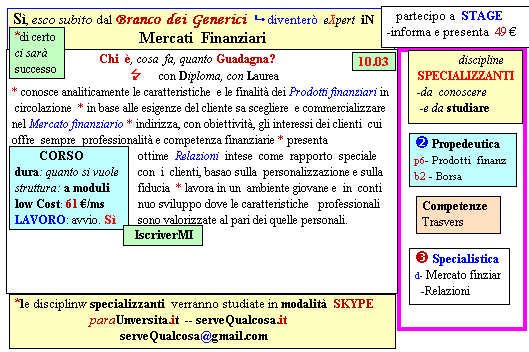 Sì, esco subito dal Branco dei Generici ↪ diventerò eXpert iN
Mercati Finanziari
*di certo
ci sarà
successo
Chi è, cosa fa, quanto Guadagna?
con Diploma, con Laurea
10.03
* conosce analiticamente le caratteristiche e le finalità dei Prodotti finanziari in
circolazione * in base alle esigenze del cliente sa scegliere e commercializzare
nel Mercato finanziario * indirizza, con obiettività, gli interessi dei clienti cui
offre sempre professionalità e competenza finanziarie * presenta
ottime Relazioni intese come rapporto speciale
con i clienti, basao sulla personalizzazione e sulla
fiducia * lavora in un ambiente giovane e in conti
nuo sviluppo dove le caratteristiche professionali
sono valorizzate al pari dei quelle personali.
CORSO
dura: quanto si vuole
struttura: a moduli
low Cost: 61 €/ms
LAVORO: avvio. Sì
IscriverMI
*le disciplinw specializzanti verranno studiate in modalità SKYPE
paraUnversita.it -- serveQualcosa.it
serveQualcosa@gmail.com
partecipo a STAGE
-informa e presenta 49 €
discipline
SPECIALIZZANTI
-da conoscere
-e da studiare
❷ Propedeutica
p6- Prodotti finanz
b2 - Borsa
Competenze
Trasvers
❸ Specialistica
d- Mercato finziar
-Relazioni